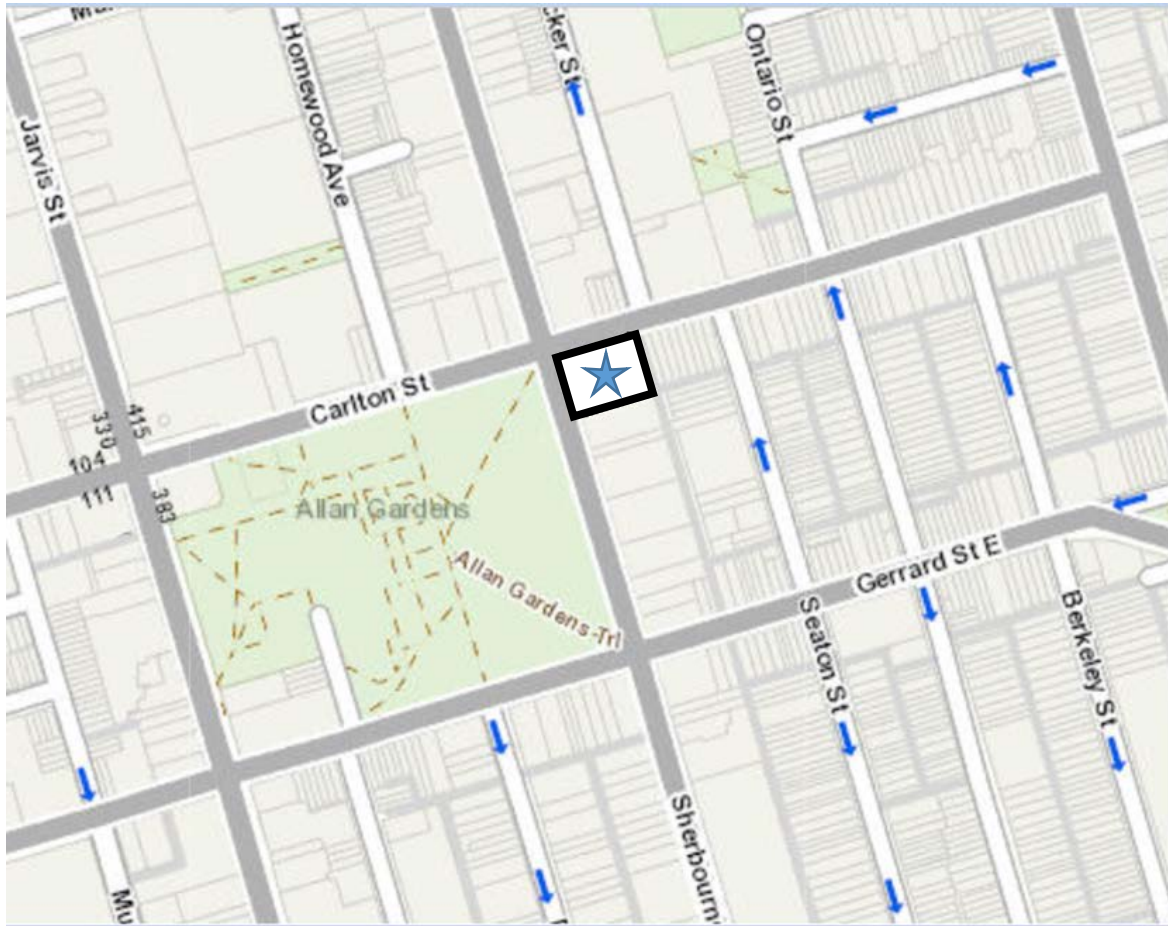 Homewood Ave
cker St
Ontario St
Jarvis St
Carlton St
415
330
104
111
383
Allan Gardens
Allan Gardens-Trl
Gerrard St E
Seaton St
Berkeley St
Sherbourn
Mu